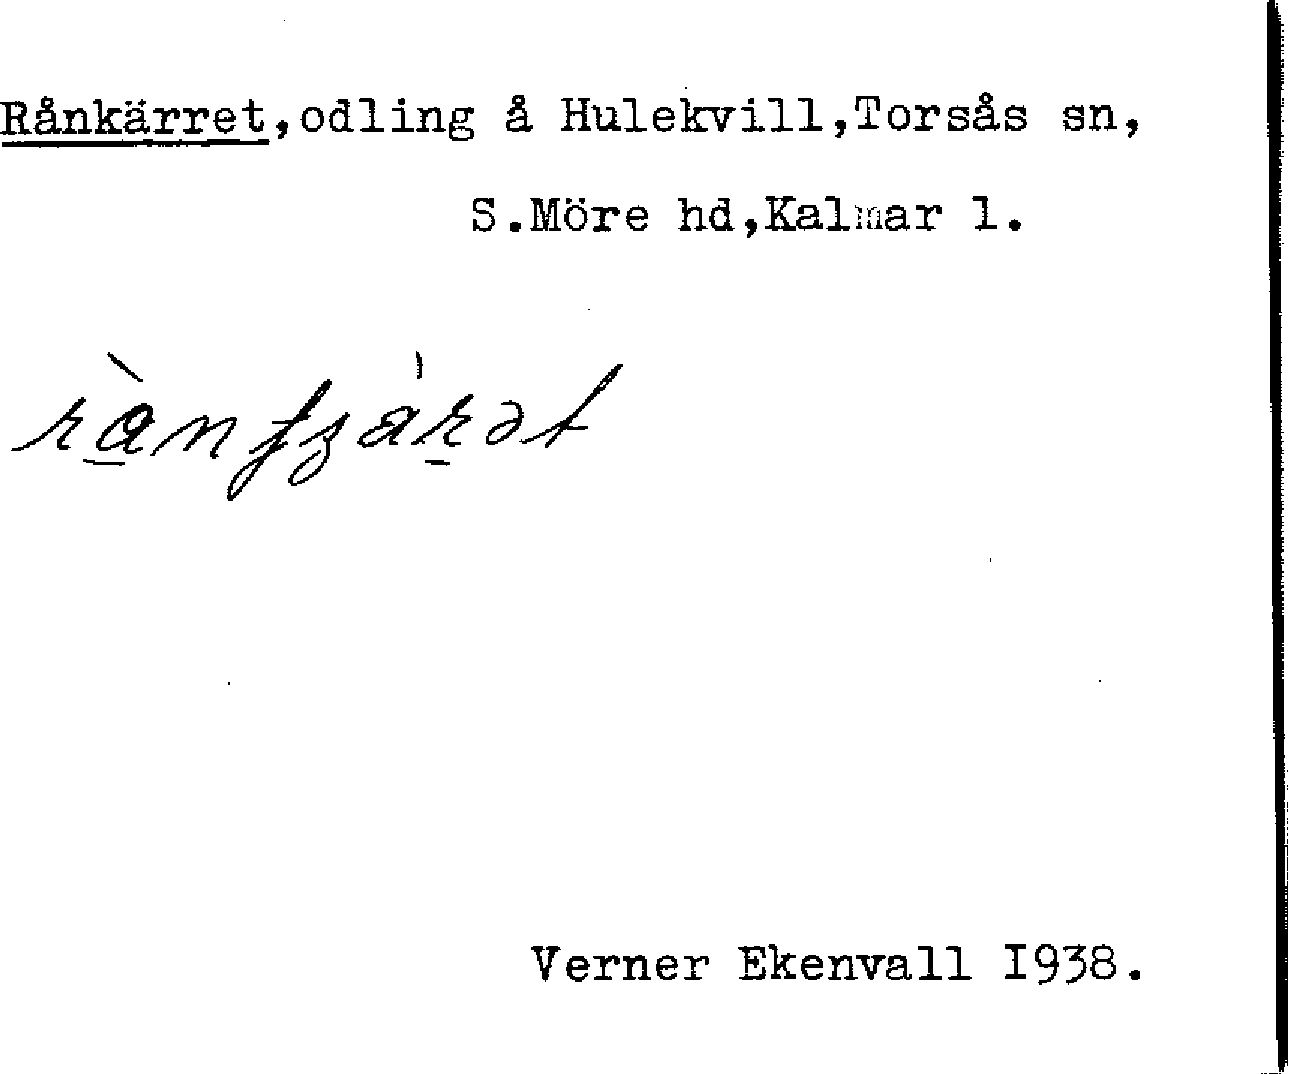 Rånkärret,odling å Hulekvill,Torsås sn,
S.Möre hd,Kalmar l.
Verner Ekenvall I938.